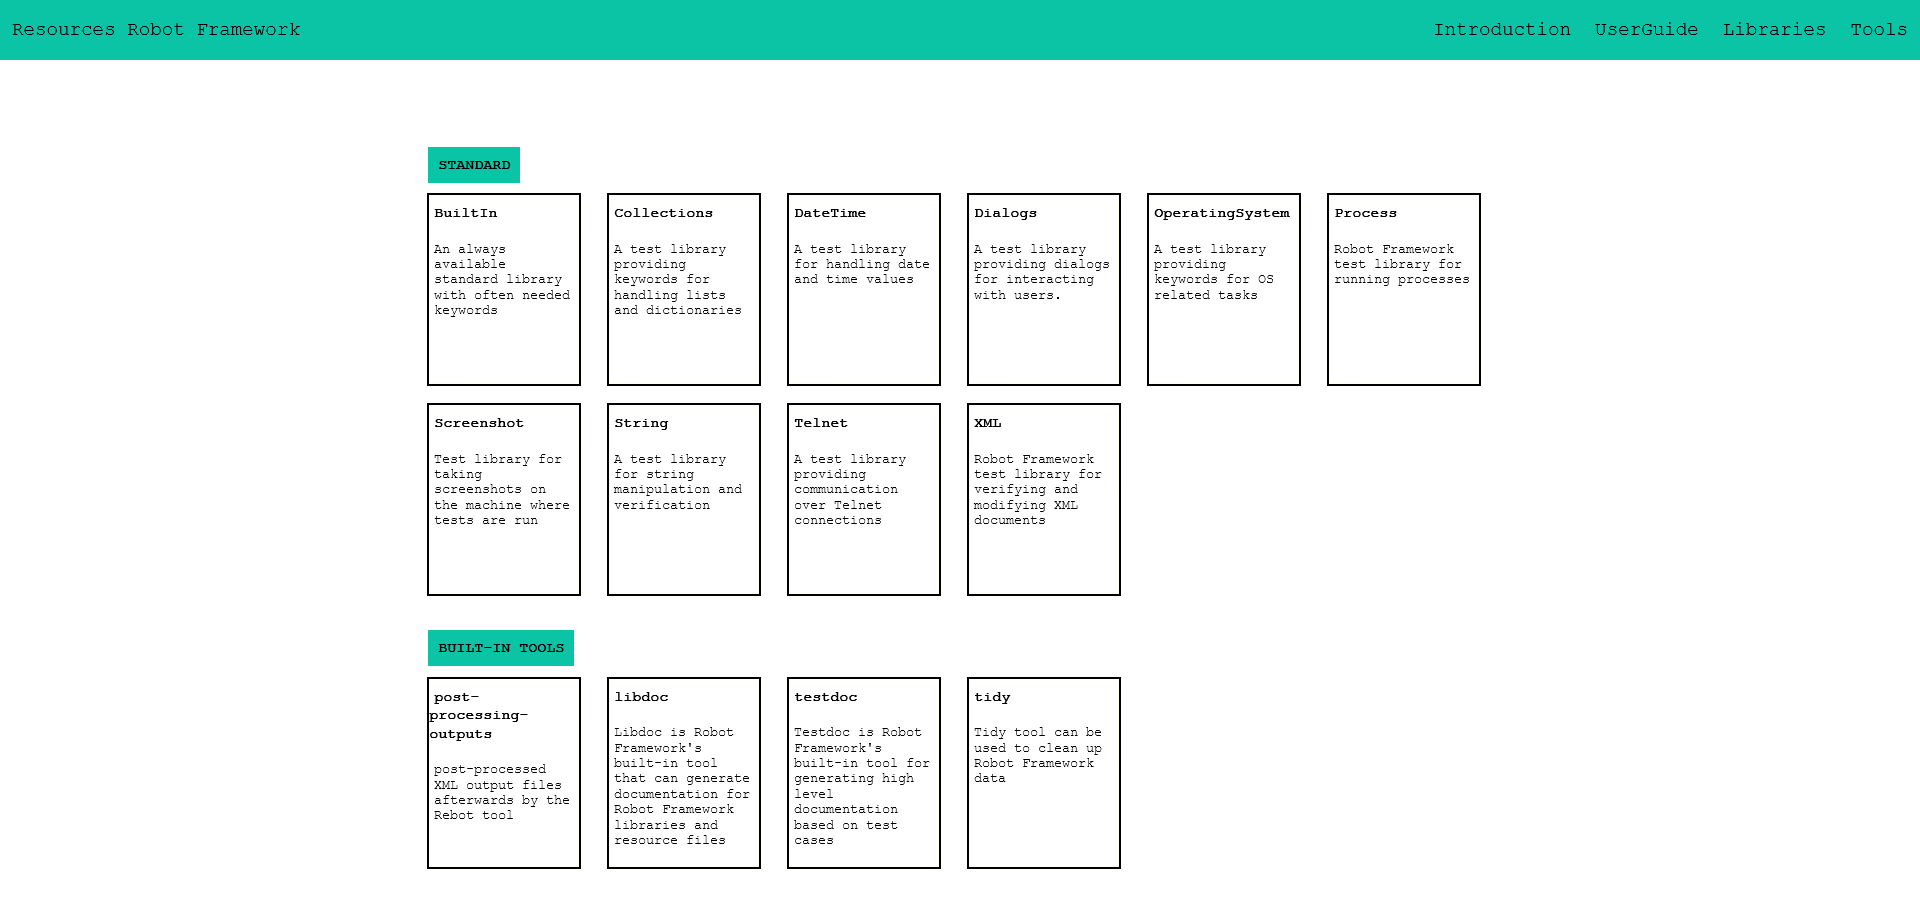 Resources Robot Framework
Introduction UserGuide Libraries Tools
STANDARD
BuiltIn
An always
available
standard library
with often needed
keywords
Collections
A test library
providing
keywords for
handling lists
and dictionaries
DateTime
A test library
for handling date
and time values
Dialogs
A test library
providing dialogs
for interacting
with users.
OperatingSystem
A test library
providing
keywords for OS
related tasks
Process
Robot Framework
test library for
running processes
Screenshot
Test library for
taking
screenshots on
the machine where
tests are run
String
A test library
for string
manipulation and
verification
Telnet
A test library
providing
communication
over Telnet
connections
XML
Robot Framework
test library for
verifying and
modifying XML
documents
BUILT-IN TOOLS
post-
processing-
outputs
post-processed
XML output files
afterwards by the
Rebot tool
libdoc
Libdoc is Robot
Framework's
built-in tool
that can generate
documentation for
Robot Framework
libraries and
resource files
testdoc
Testdoc is Robot
Framework's
built-in tool for
generating high
level
documentation
based on test
cases
tidy
Tidy tool can be
used to clean up
Robot Framework
data